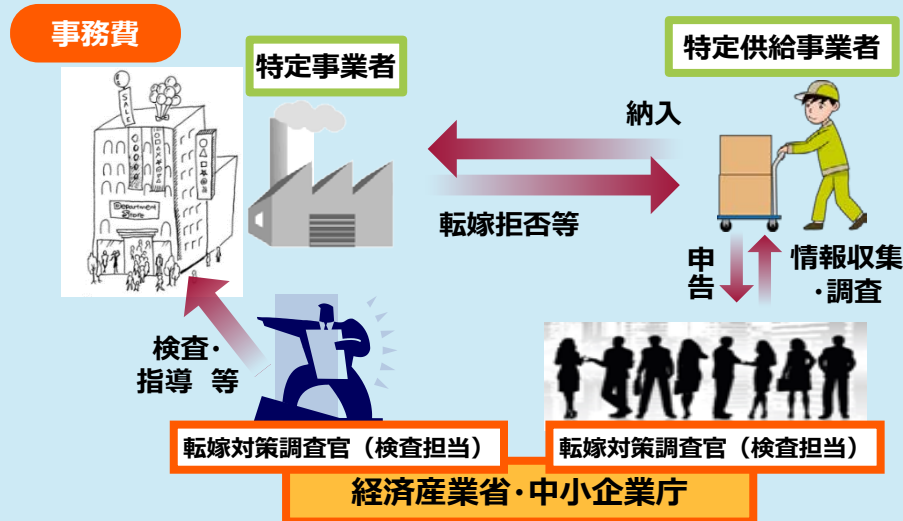 事務費
特定事業者
特定供給事業者
SALE
Department
Store
納入
転嫁拒否等
申告
情報収集
・調査
検査・
指導 等
転嫁対策調査官（検査担当）
転嫁対策調査官（検査担当）
経済産業省・中小企業庁